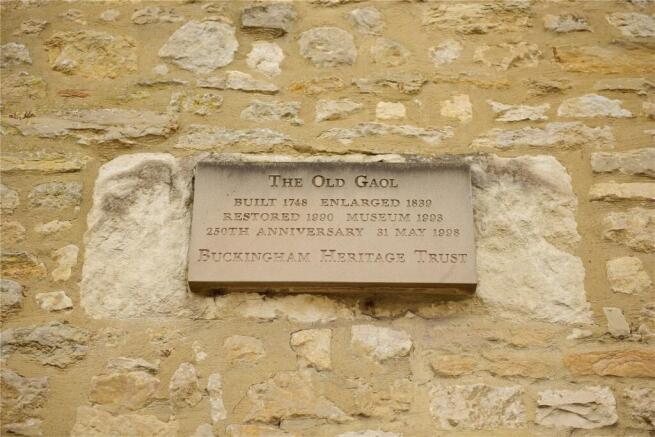 The Old Gaol
BUILT 1748 ENLARGED 1839
RESTORED 1990 MUSEUM 1993
250TH ANNIVERSARY 31 MAY 1998
Buckingham Heritage Trust